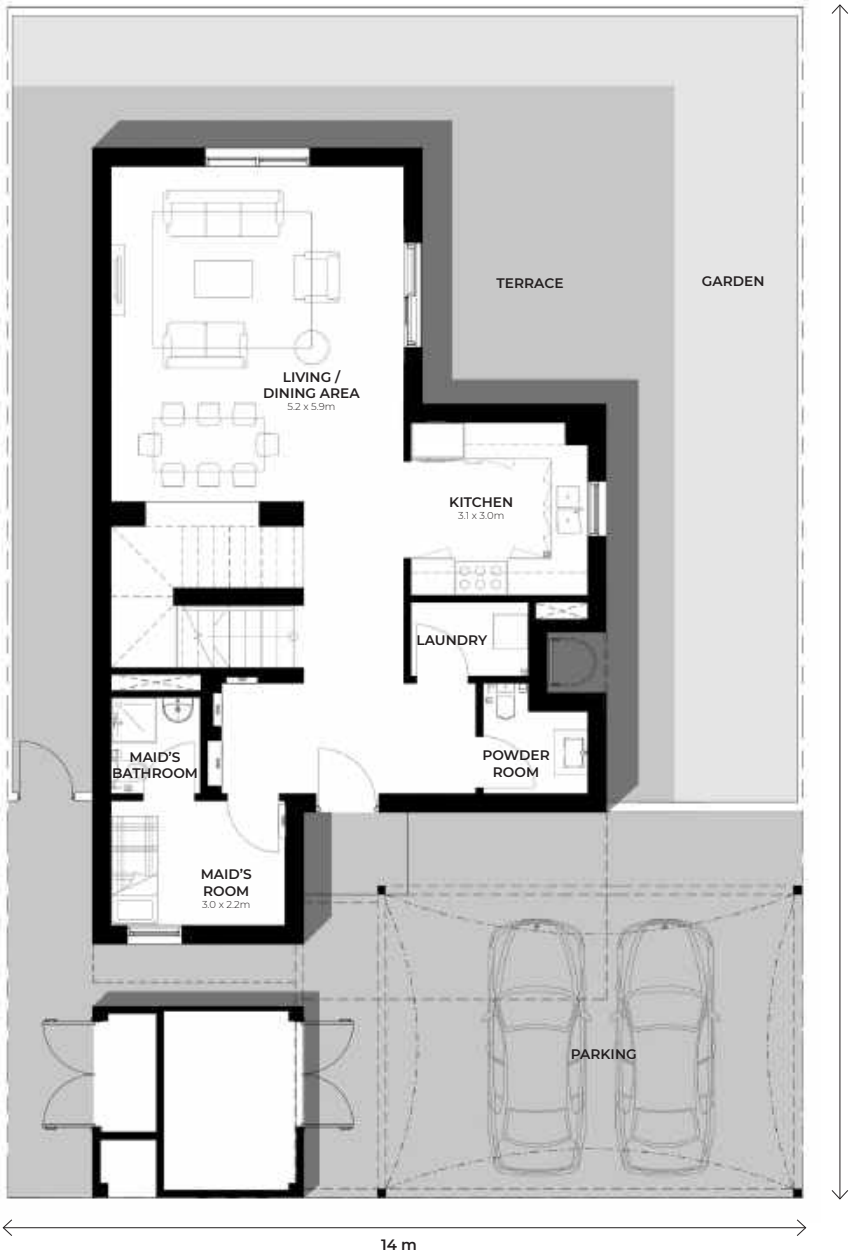 TERRACE
GARDEN
LIVING /
DINING AREA
5.2 x 5.9m
KITCHEN
3.1 x 3.0m
LAUNDRY
MAID'S
BATHROOM
POWDER
ROOM
MAID'S
ROOM
3.0 x 2.2m
PARKING
14 m